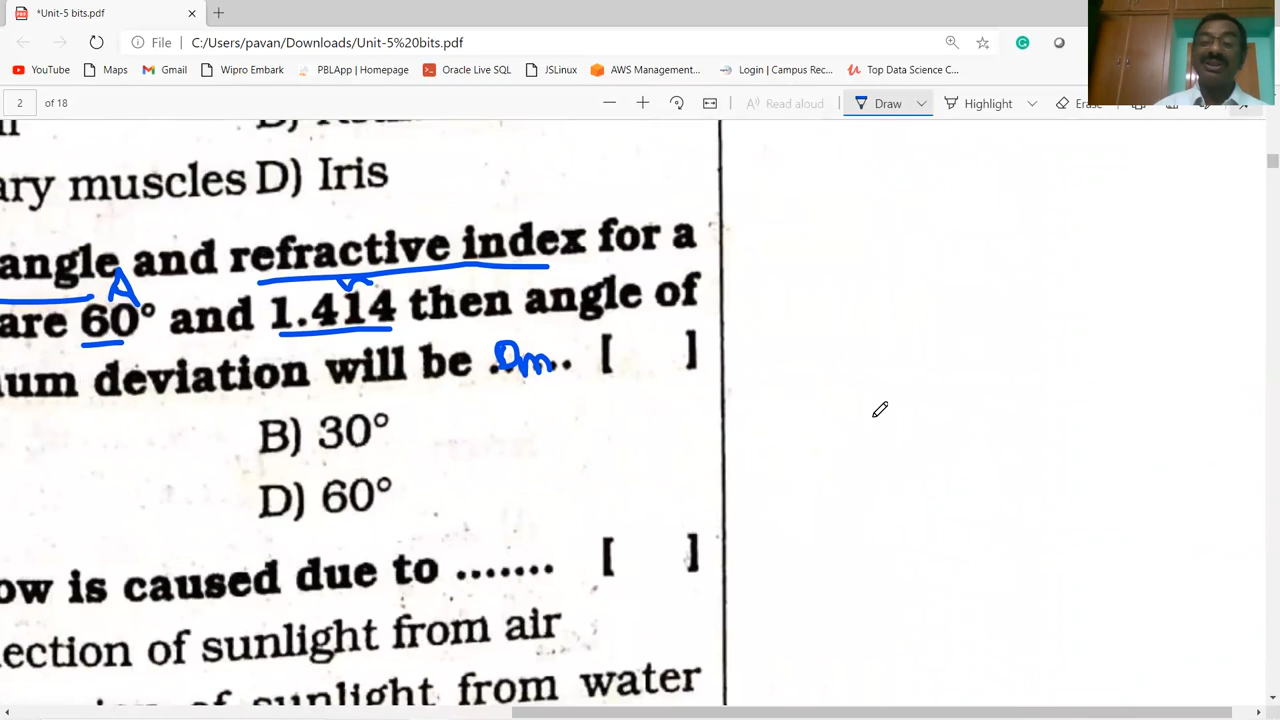 *Unit-5 bits.pdf
File C:/Users/pavan/Downloads/Unit-5%20bits.pdf
YouTube Maps Gmail Wipro Embark PBLApp | Homepage Oracle Live SQL JSLinux AWS Management... Login | Campus Rec... Top Data Science C...
2 of 18 Read aloud Draw Highlight Erase
ary muscles D) Iris
angle and refractive index for a
A
are 60° and 1.414 then angle of
um deviation will be ..Dm.. [ ]
B) 30°
D) 60°
ow is caused due to ....... [ ]
ection of sunlight from air
of sunlight from water